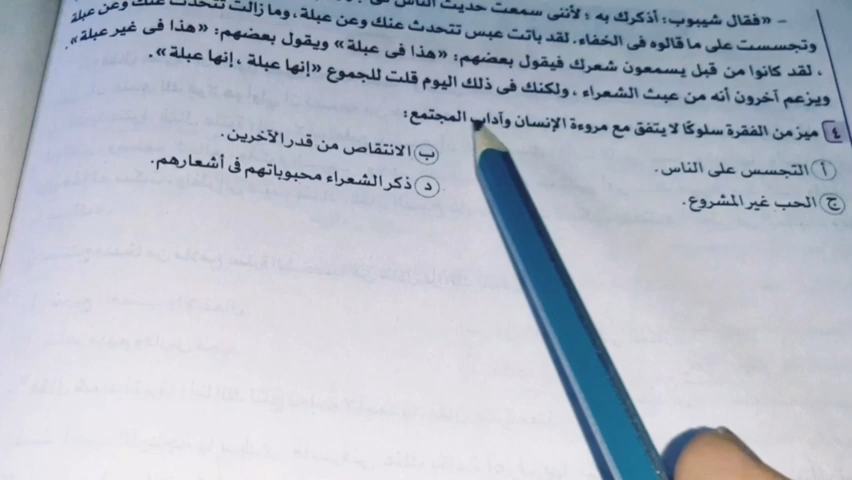 - «فقال شيبوب: أذكرك به ؛ لأننى سمعت حديث الناس فى
وتجسست على ما قالوه فى الخفاء. لقد باتت عبس تتحدث عنك وعن عبلة، وما زالت تتحدث عنك وعن عبلة
، لقد كانوا من قبل يسمعون شعرك فيقول بعضهم: «هذا فى عبلة» ويقول بعضهم: «هذا فى غير عبلة».
ويزعم آخرون أنه من عبث الشعراء ، ولكنك فى ذلك اليوم قلت للجموع «إنها عبلة ، إنها عبلة».
٤ ميز من الفقرة سلوكًا لا يتفق مع مروءة الإنسان وآداب المجتمع:
أ التجسس على الناس. ب الانتقاص من قدر الآخرين.
ج الحب غير المشروع. د ذكر الشعراء محبوباتهم فى أشعارهم.